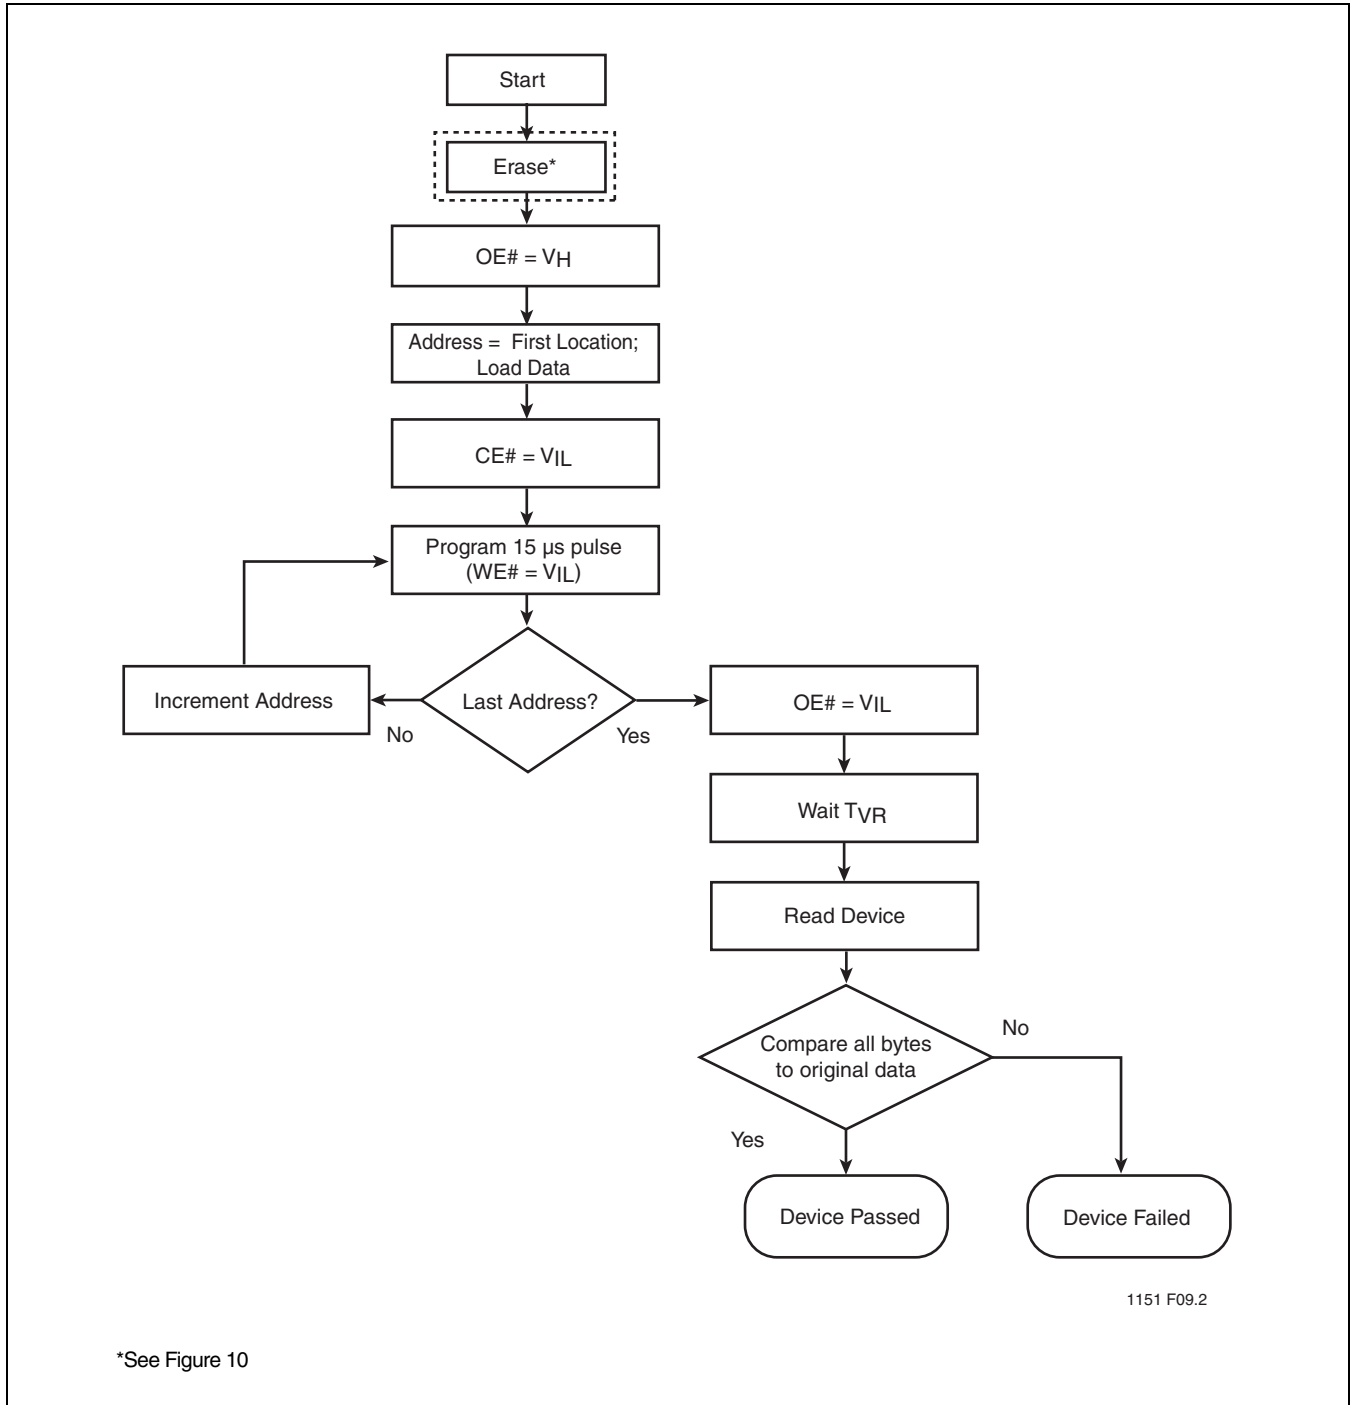 Start
Erase*
OE# = VH
Address = First Location;
Load Data
CE# = VIL
Program 15 µs pulse
(WE# = VIL)
Increment Address
No
Last Address?
Yes
OE# = VIL
Wait TVR
Read Device
Compare all bytes
to original data
No
Yes
Device Passed
Device Failed
1151 F09.2
*See Figure 10